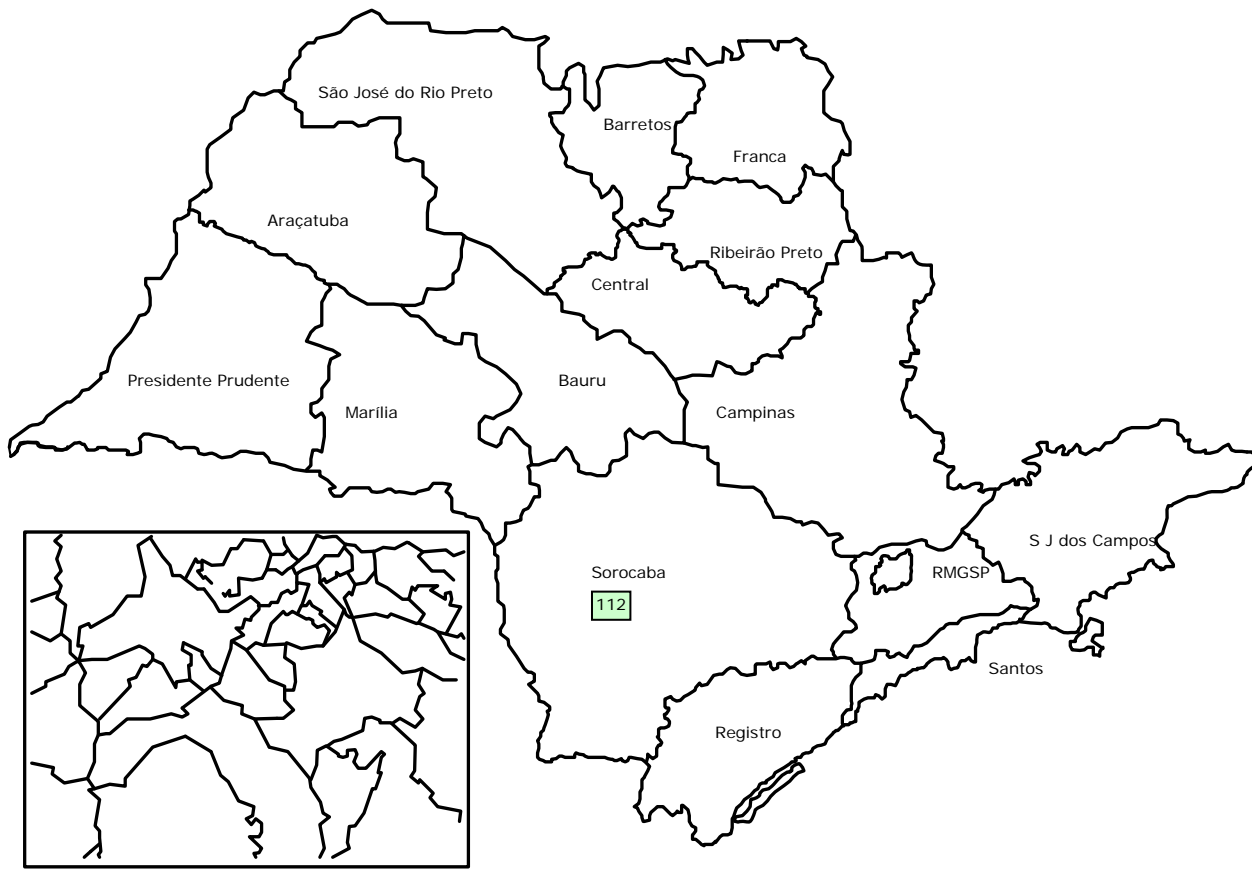 São José do Rio Preto
Barretos
Franca
Araçatuba
Ribeirão Preto
Central
Presidente Prudente
Bauru
Marília
Campinas
S J dos Campos
Sorocaba
RMGSP
112
Santos
Registro